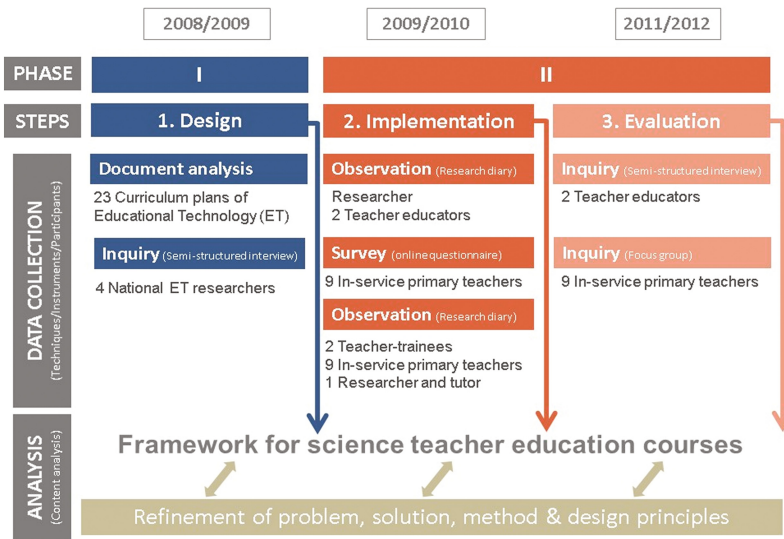 2008/2009
2009/2010
2011/2012
PHASE
I
II
STEPS
1. Design
2. Implementation
3. Evaluation
DATA COLLECTION
(Techniques/Instruments/Participants)
Document analysis
23 Curriculum plans of
Educational Technology (ET)
Inquiry (Semi-structured interview)
4 National ET researchers
Observation (Research diary)
Researcher
2 Teacher educators
Survey (online questionnaire)
9 In-service primary teachers
Observation (Research diary)
2 Teacher-trainees
9 In-service primary teachers
1 Researcher and tutor
Inquiry (Semi-structured interview)
2 Teacher educators
Inquiry (Focus group)
9 In-service primary teachers
ANALYSIS
(Content analysis)
Framework for science teacher education courses
Refinement of problem, solution, method & design principles